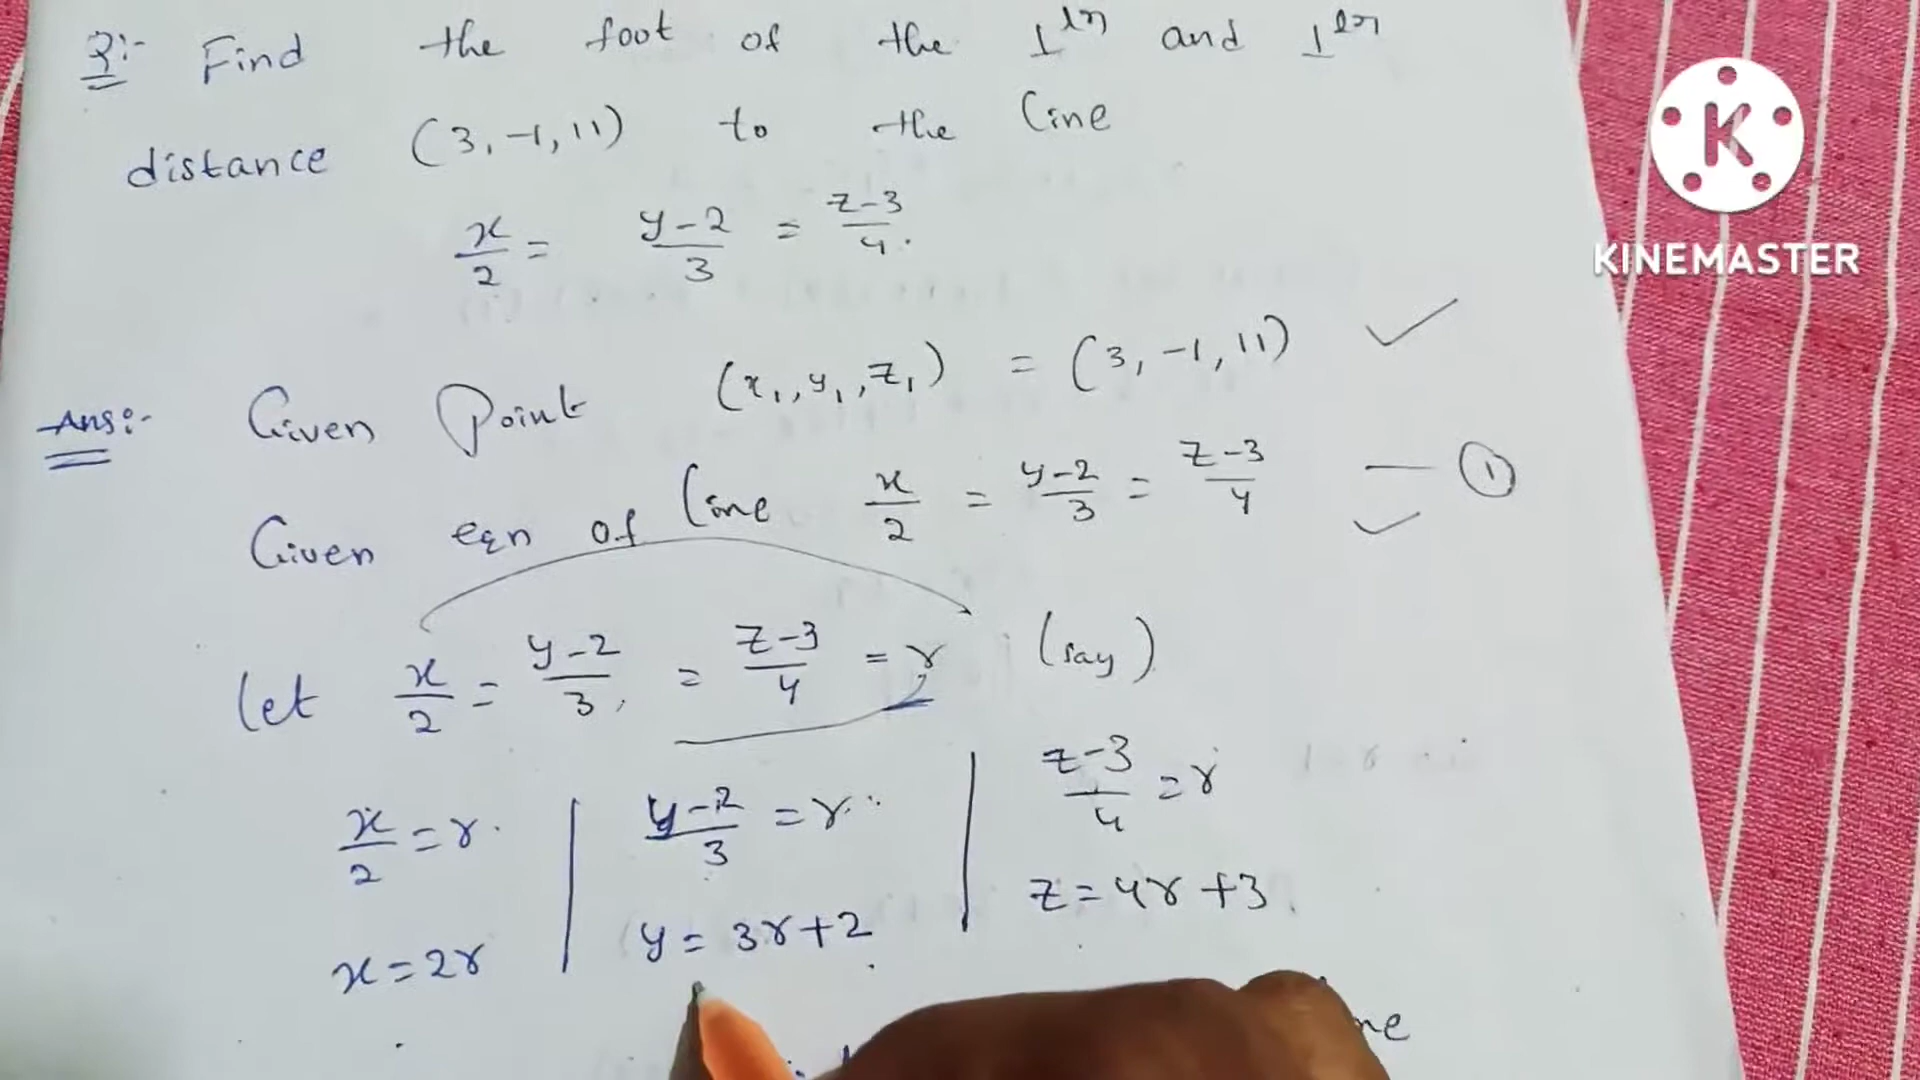 Q:- Find the foot of the ⊥lr and ⊥lr
distance (3,-1,11) to the line
x/2 = y-2/3 = z-3/4.
Ans:- Given Point (x₁,y₁,z₁) = (3,-1,11) ✓
Given eqn of line x/2 = y-2/3 = z-3/4 — ①
let x/2 = y-2/3, = z-3/4 = r (say)
x/2 = r. | y-2/3 = r. | z-3/4 = r
x = 2r | y = 3r+2 | z = 4r+3.
K
KINEMASTER